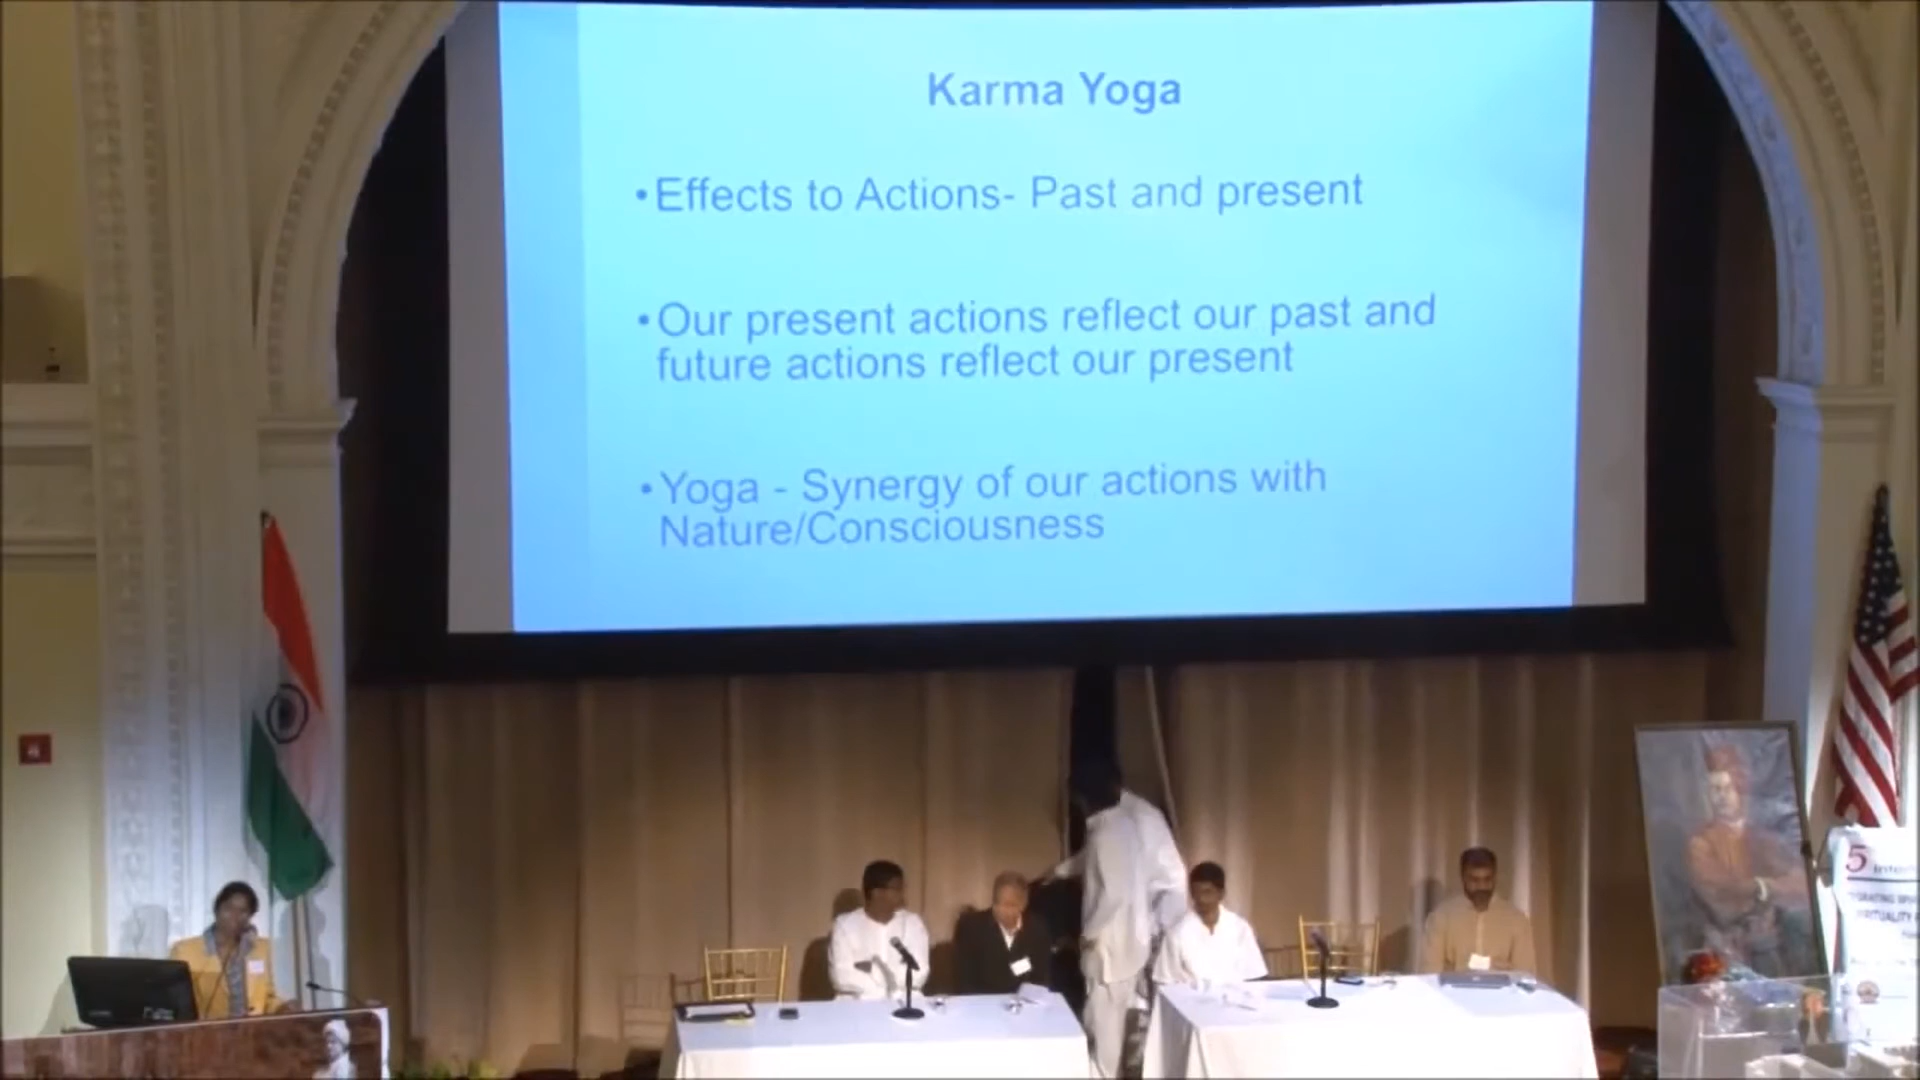 Karma Yoga
•Effects to Actions- Past and present
•Our present actions reflect our past and
future actions reflect our present
•Yoga - Synergy of our actions with
Nature/Consciousness
5